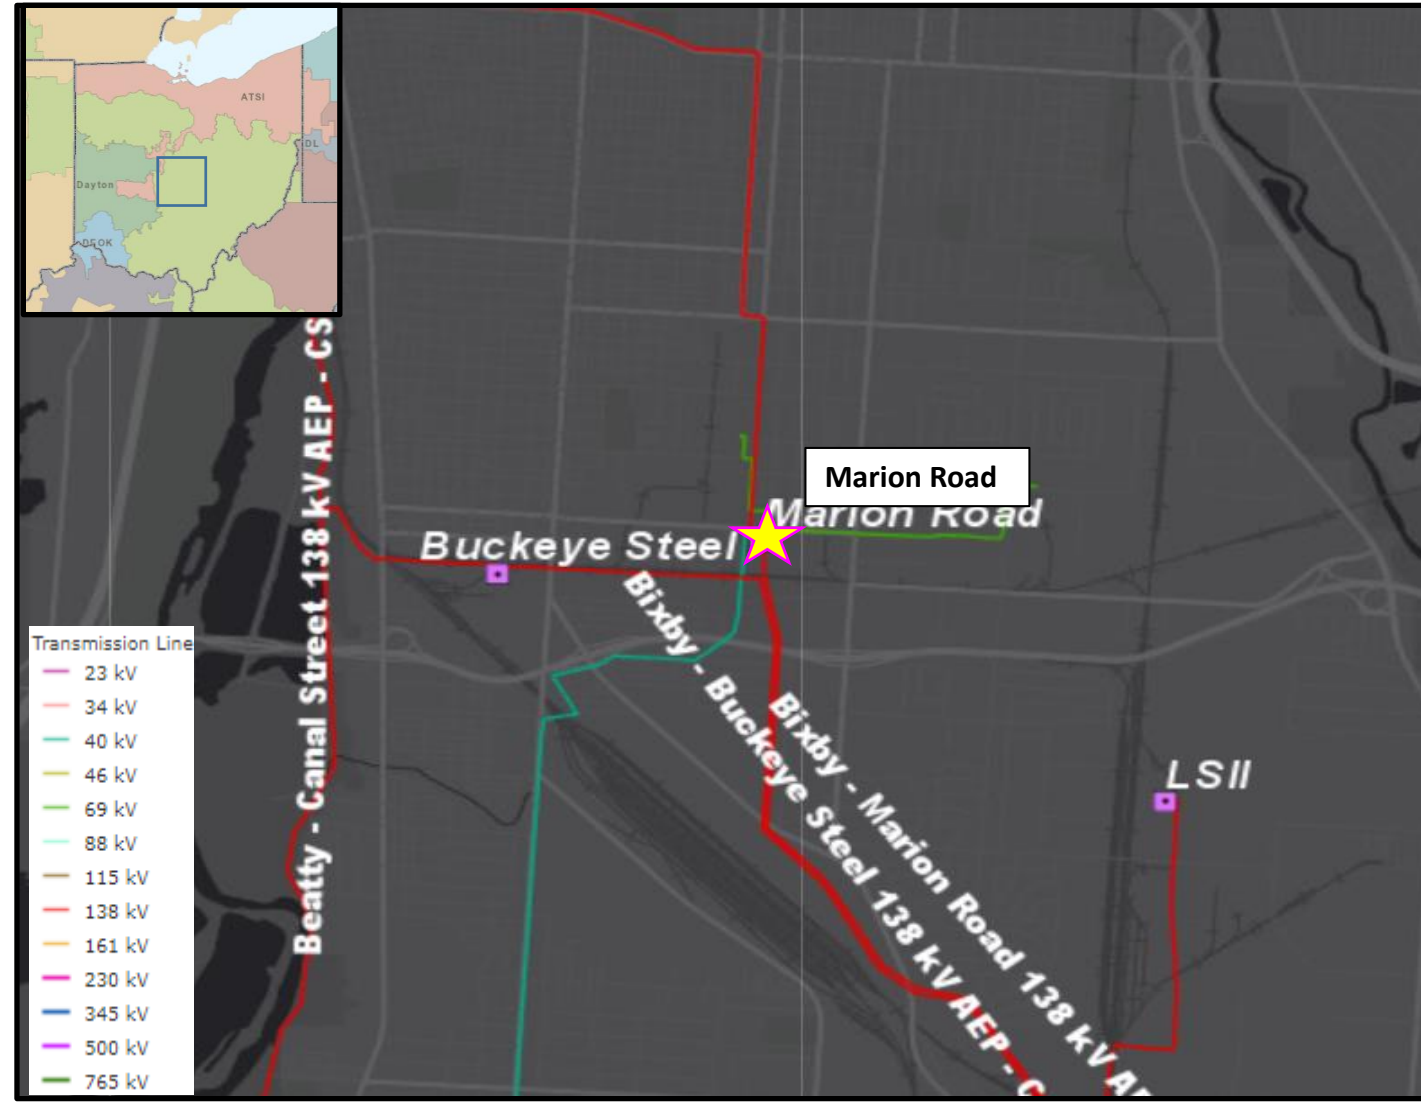 ATSI
DL
Dayton
DEOK
Marion Road
Marion Road
Buckeye Steel
Beatty - Canal Street 138 kV AEP - CS
Bixby - Buckeye Steel 138 kV AEP - C
Bixby - Marion Road 138 kV AE
LSII
Transmission Line
23 kV
34 kV
40 kV
46 kV
69 kV
88 kV
115 kV
138 kV
161 kV
230 kV
345 kV
500 kV
765 kV